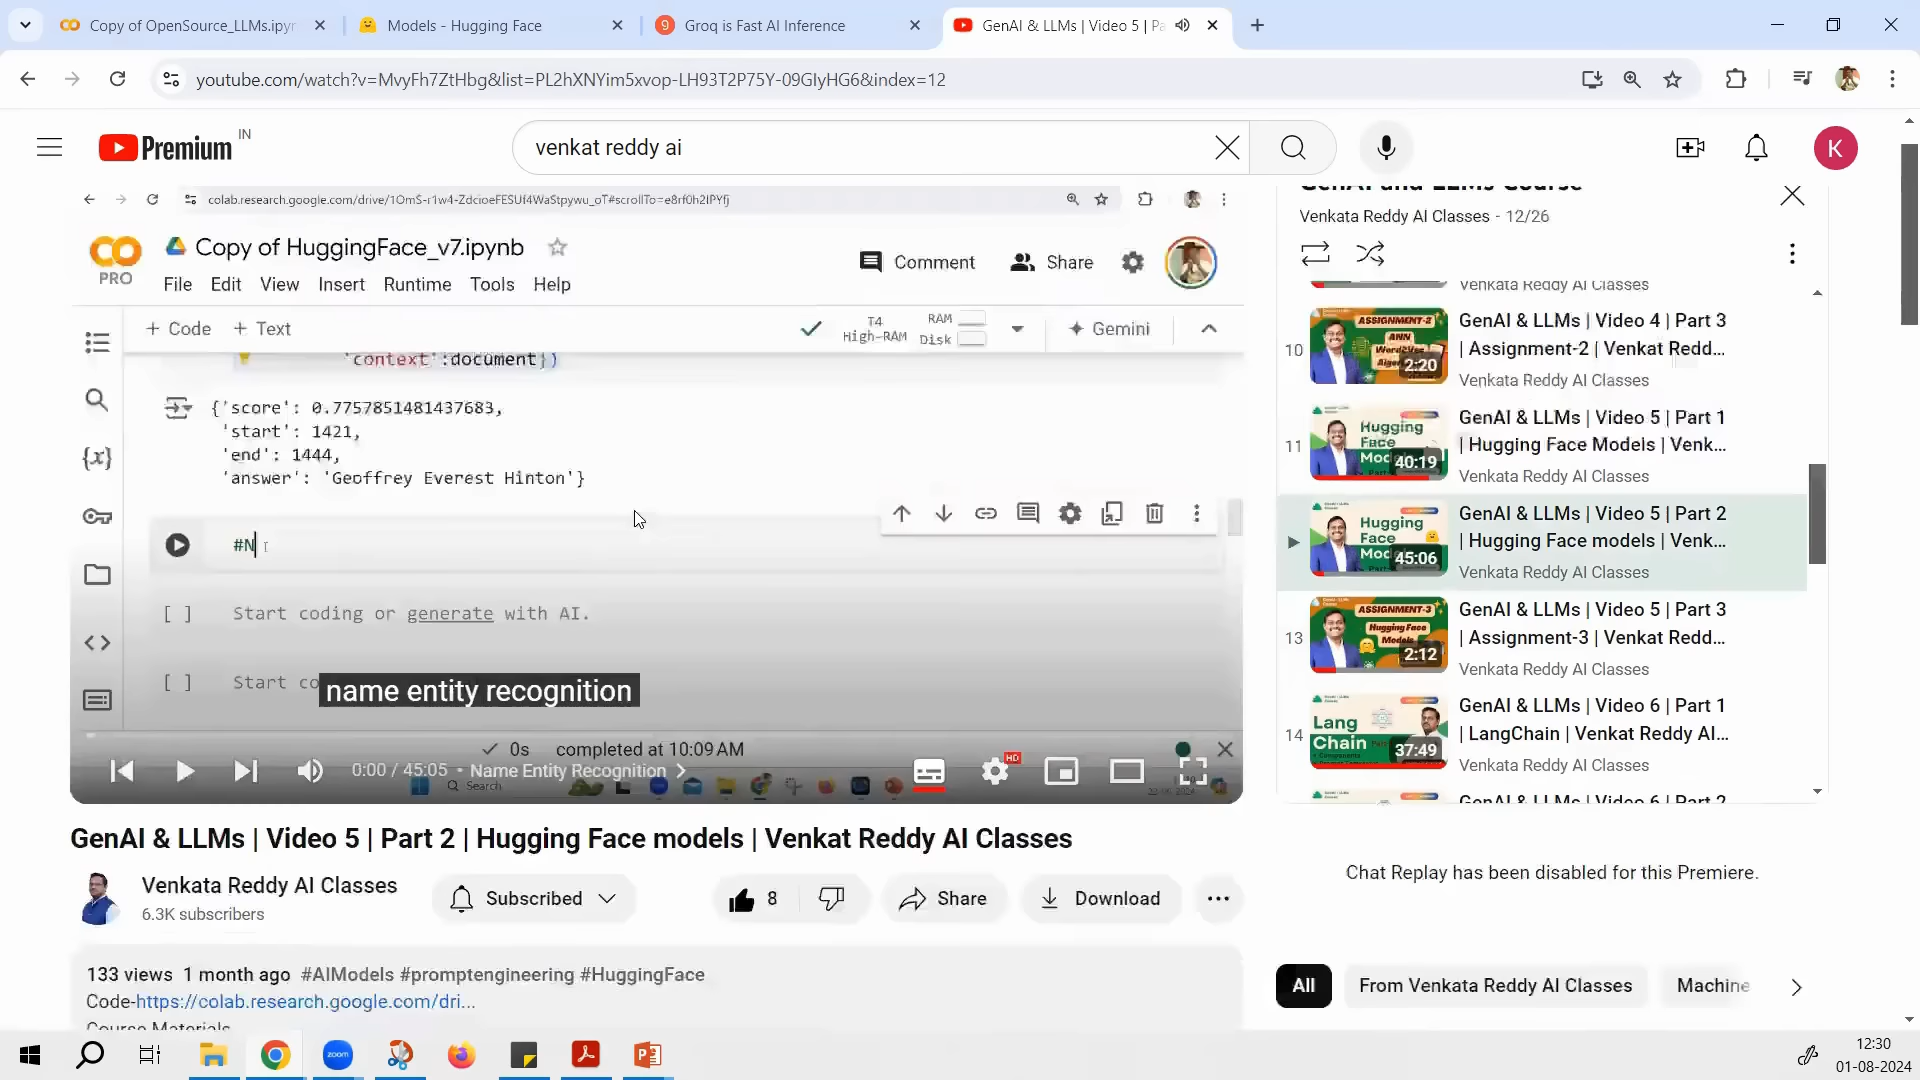 Copy of OpenSource_LLMs.ipyr
Models - Hugging Face
Groq is Fast AI Inference
GenAI & LLMs | Video 5 | Pa
youtube.com/watch?v=MvyFh7ZtHbg&list=PL2hXNYim5xvop-LH93T2P75Y-09GIyHG6&index=12
Premium IN
venkat reddy ai
K
colab.research.google.com/drive/1OmS-r1w4-ZdcioeFESUf4WaStpywu_oT#scrollTo=e8rf0h2IPYfj
CO
PRO
Copy of HuggingFace_v7.ipynb
Comment
Share
File Edit View Insert Runtime Tools Help
+ Code + Text
T4
High-RAM
RAM
Disk
Gemini
'context':document})
{'score': 0.7757851481437683,
'start': 1421,
'end': 1444,
'answer': 'Geoffrey Everest Hinton'}
#N
[ ] Start coding or generate with AI.
[ ] Start co
name entity recognition
0s completed at 10:09 AM
0:00 / 45:05 • Name Entity Recognition
HD
Search
GenAI & LLMs | Video 5 | Part 2 | Hugging Face models | Venkat Reddy AI Classes
Venkata Reddy AI Classes
6.3K subscribers
Subscribed
8
Share
Download
133 views 1 month ago #AIModels #promptengineering #HuggingFace
Code-https://colab.research.google.com/dri...
Course Materials
GenAI and LLMs Course
Venkata Reddy AI Classes - 12/26
Venkata Reddy AI Classes
10
ASSIGNMENT-2
ANN
2:20
GenAI & LLMs | Video 4 | Part 3
| Assignment-2 | Venkat Redd...
Venkata Reddy AI Classes
11
Hugging
Face
40:19
GenAI & LLMs | Video 5 | Part 1
| Hugging Face Models | Venk...
Venkata Reddy AI Classes
Hugging
Face
45:06
GenAI & LLMs | Video 5 | Part 2
| Hugging Face models | Venk...
Venkata Reddy AI Classes
13
ASSIGNMENT-3
Hugging Face
Models
2:12
GenAI & LLMs | Video 5 | Part 3
| Assignment-3 | Venkat Redd...
Venkata Reddy AI Classes
14
Lang
Chain
37:49
GenAI & LLMs | Video 6 | Part 1
| LangChain | Venkat Reddy AI...
Venkata Reddy AI Classes
GenAI & LLMs | Video 6 | Part 2
Chat Replay has been disabled for this Premiere.
All
From Venkata Reddy AI Classes
Machine
zoom
12:30
01-08-2024